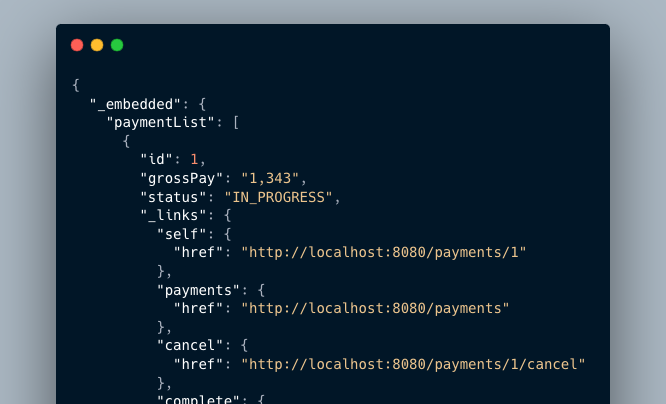 {
"_embedded": {
"paymentList": [
{
"id": 1,
"grossPay": "1,343",
"status": "IN_PROGRESS",
"_links": {
"self": {
"href": "http://localhost:8080/payments/1"
},
"payments": {
"href": "http://localhost:8080/payments"
},
"cancel": {
"href": "http://localhost:8080/payments/1/cancel"
},
"complete": {